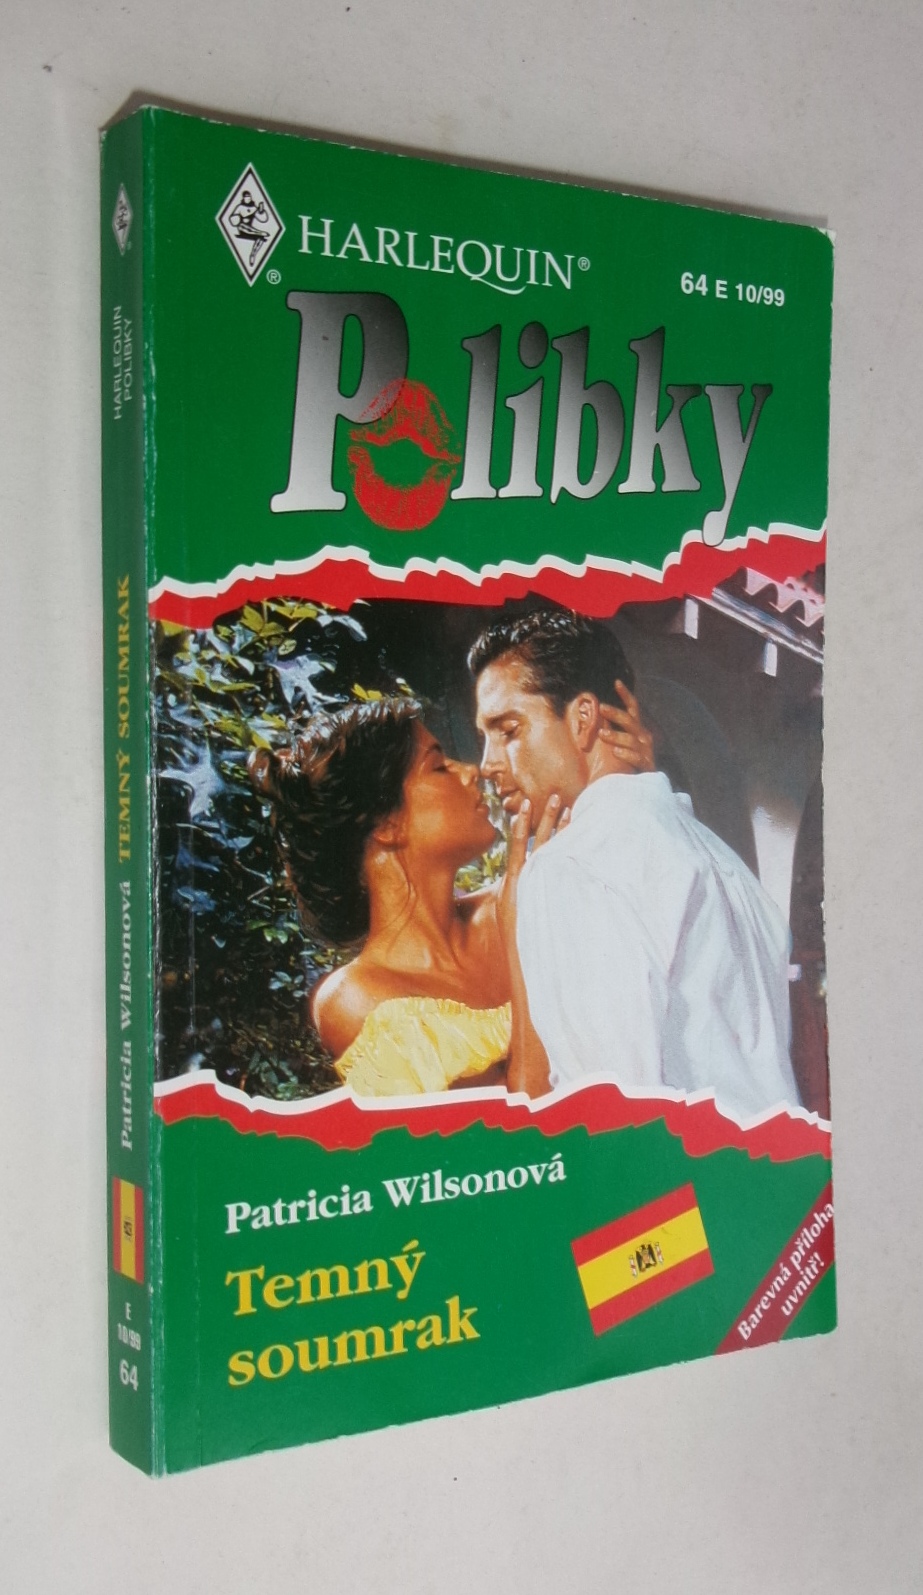 HARLEQUIN®
®
64 E 10/99
Polibky
Patricia Wilsonová
Temný
soumrak
Barevná příloha
uvnitř!
®
HARLEQUIN
POLIBKY
TEMNÝ SOUMRAK
Patricia Wilsonová
E
10/99
64